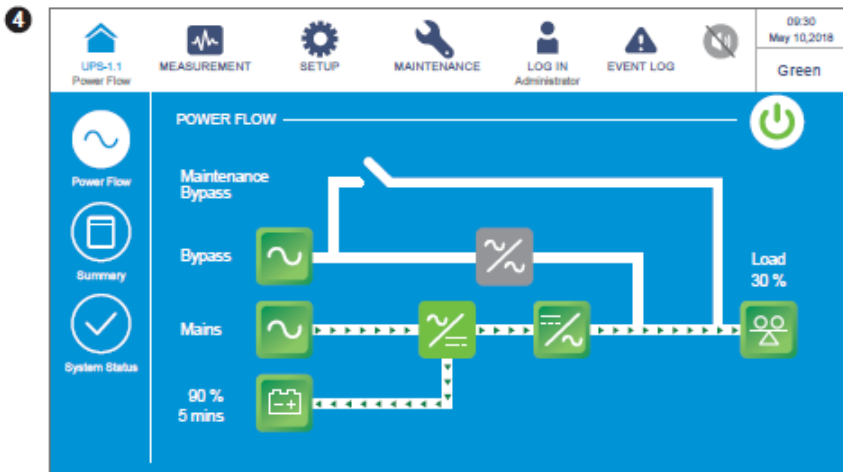 4
UPS-1.1
Power Flow
MEASUREMENT
SETUP
MAINTENANCE
LOG IN
Administrator
EVENT LOG
09:30
May 10,2018
Green
POWER FLOW
Power Flow
Summary
System Status
Maintenance
Bypass
Bypass
Load
30 %
Mains
90 %
5 mins